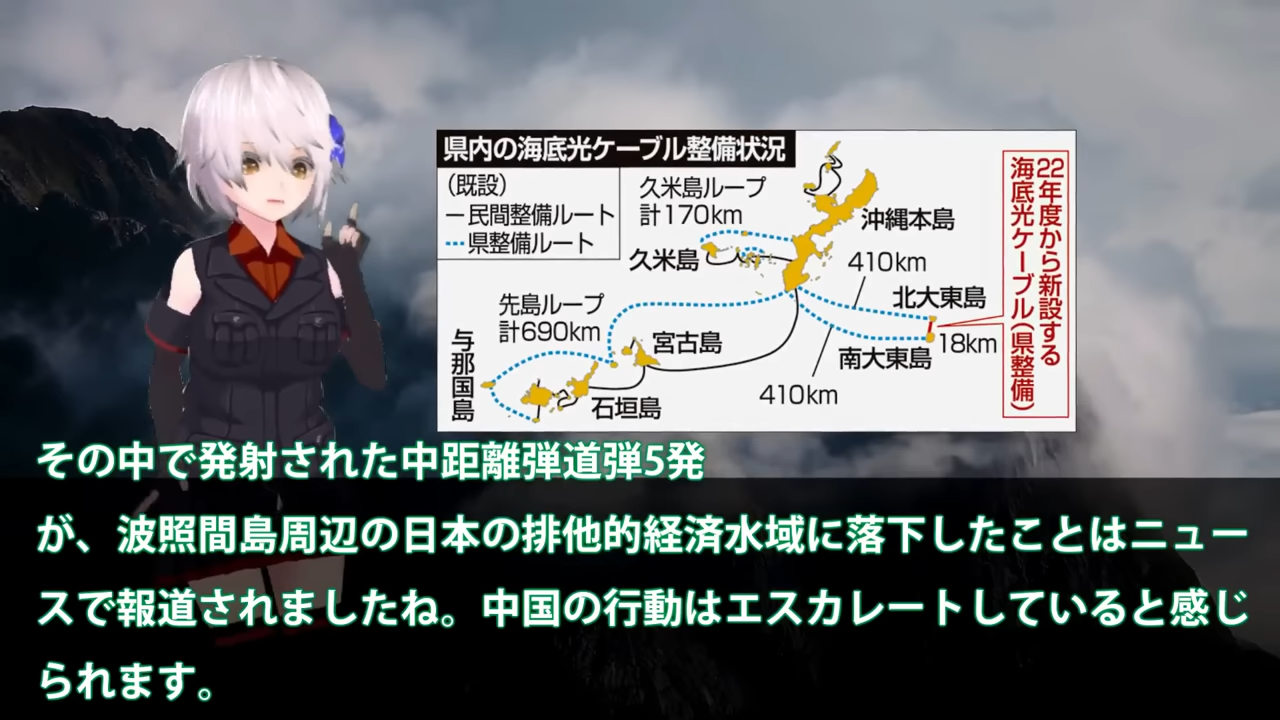 県内の海底光ケーブル整備状況
（既設）
─ 民間整備ルート
┅ 県整備ルート
久米島ループ
計170km
久米島
沖縄本島
410km
北大東島
18km
南大東島
410km
先島ループ
計690km
宮古島
与那国島
石垣島
22年度から新設する
海底光ケーブル（県整備）
その中で発射された中距離弾道弾5発
が、波照間島周辺の日本の排他的経済水域に落下したことはニュー
スで報道されましたね。中国の行動はエスカレートしていると感じ
られます。